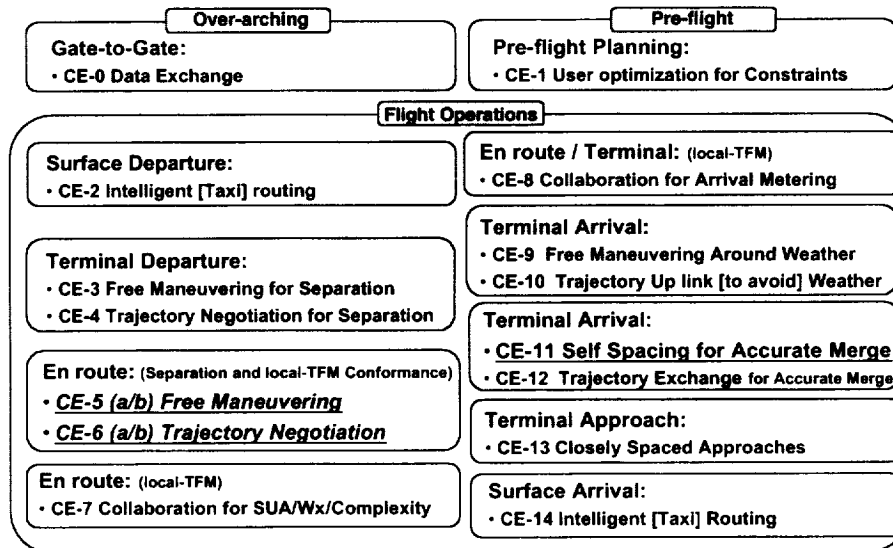 Over-arching
Gate-to-Gate:
• CE-0 Data Exchange
Pre-flight
Pre-flight Planning:
• CE-1 User optimization for Constraints
Flight Operations
Surface Departure:
• CE-2 Intelligent [Taxi] routing
Terminal Departure:
• CE-3 Free Maneuvering for Separation
• CE-4 Trajectory Negotiation for Separation
En route: (Separation and local-TFM Conformance)
• CE-5 (a/b) Free Maneuvering
• CE-6 (a/b) Trajectory Negotiation
En route: (local-TFM)
• CE-7 Collaboration for SUA/Wx/Complexity
En route / Terminal: (local-TFM)
• CE-8 Collaboration for Arrival Metering
Terminal Arrival:
• CE-9 Free Maneuvering Around Weather
• CE-10 Trajectory Up link [to avoid] Weather
Terminal Arrival:
• CE-11 Self Spacing for Accurate Merge
• CE-12 Trajectory Exchange for Accurate Merge
Terminal Approach:
• CE-13 Closely Spaced Approaches
Surface Arrival:
• CE-14 Intelligent [Taxi] Routing